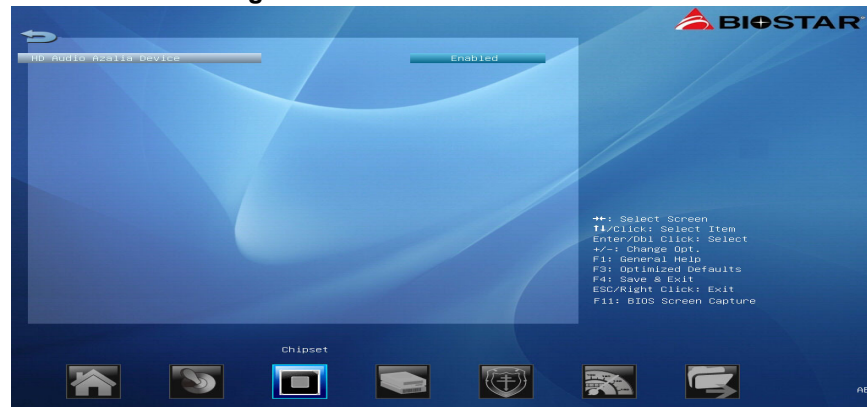 BIOSTAR
HD Audio Azalia Device Enabled
→←: Select Screen
↑↓/Click: Select Item
Enter/Dbl Click: Select
+/-: Change Opt.
F1: General Help
F3: Optimized Defaults
F4: Save & Exit
ESC/Right Click: Exit
F11: BIOS Screen Capture
Chipset